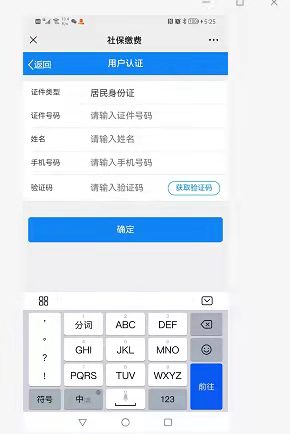 5:25
社保缴费
返回
用户认证
证件类型 居民身份证
证件号码 请输入证件号码
姓名 请输入姓名
手机号码 请输入手机号码
验证码 请输入验证码 获取验证码
确定
， 分词 ABC DEF
。 GHI JKL MNO
？
！ PQRS TUV WXYZ 前往
符号 中 123